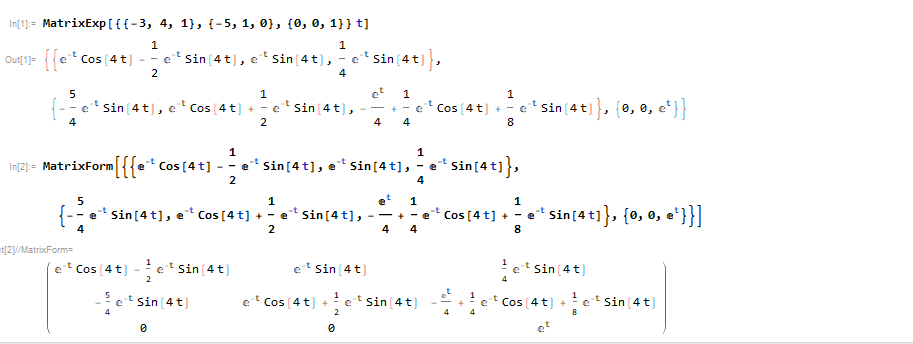 In[1]:= MatrixExp[{{-3, 4, 1}, {-5, 1, 0}, {0, 0, 1}} t]
Out[1]= {{e^-t Cos[4 t] - 1/2 e^-t Sin[4 t], e^-t Sin[4 t], 1/4 e^-t Sin[4 t]},
{-5/4 e^-t Sin[4 t], e^-t Cos[4 t] + 1/2 e^-t Sin[4 t], -e^t/4 + 1/4 e^-t Cos[4 t] + 1/8 e^-t Sin[4 t]}, {0, 0, e^t}}
In[2]:= MatrixForm[{{e^-t Cos[4 t] - 1/2 e^-t Sin[4 t], e^-t Sin[4 t], 1/4 e^-t Sin[4 t]},
{-5/4 e^-t Sin[4 t], e^-t Cos[4 t] + 1/2 e^-t Sin[4 t], -e^t/4 + 1/4 e^-t Cos[4 t] + 1/8 e^-t Sin[4 t]}, {0, 0, e^t}}]
t[2]//MatrixForm=
e^-t Cos[4 t] - 1/2 e^-t Sin[4 t] e^-t Sin[4 t] 1/4 e^-t Sin[4 t]
-5/4 e^-t Sin[4 t] e^-t Cos[4 t] + 1/2 e^-t Sin[4 t] -e^t/4 + 1/4 e^-t Cos[4 t] + 1/8 e^-t Sin[4 t]
0 0 e^t